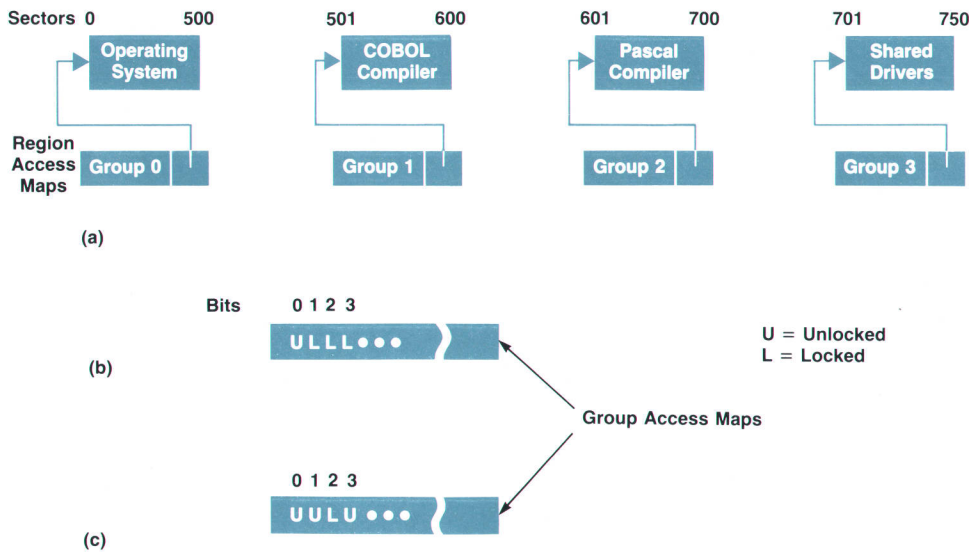 Sectors 0 500 501 600 601 700 701 750
Operating System COBOL Compiler Pascal Compiler Shared Drivers
Region Access Maps
Group 0 Group 1 Group 2 Group 3
(a)
Bits 0 1 2 3
U L L L ● ● ●
U = Unlocked
L = Locked
(b)
Group Access Maps
0 1 2 3
U U L U ● ● ●
(c)